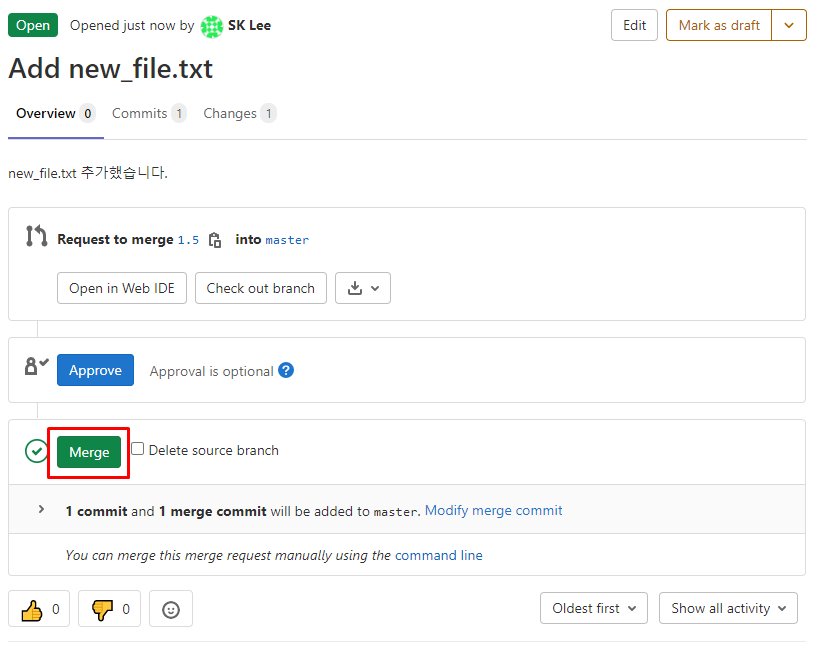 Open Opened just now by SK Lee Edit Mark as draft
Add new_file.txt
Overview 0 Commits 1 Changes 1
new_file.txt 추가했습니다.
Request to merge 1.5 into master
Open in Web IDE Check out branch
Approve Approval is optional ?
Merge Delete source branch
1 commit and 1 merge commit will be added to master. Modify merge commit
You can merge this merge request manually using the command line
0 0 Oldest first Show all activity